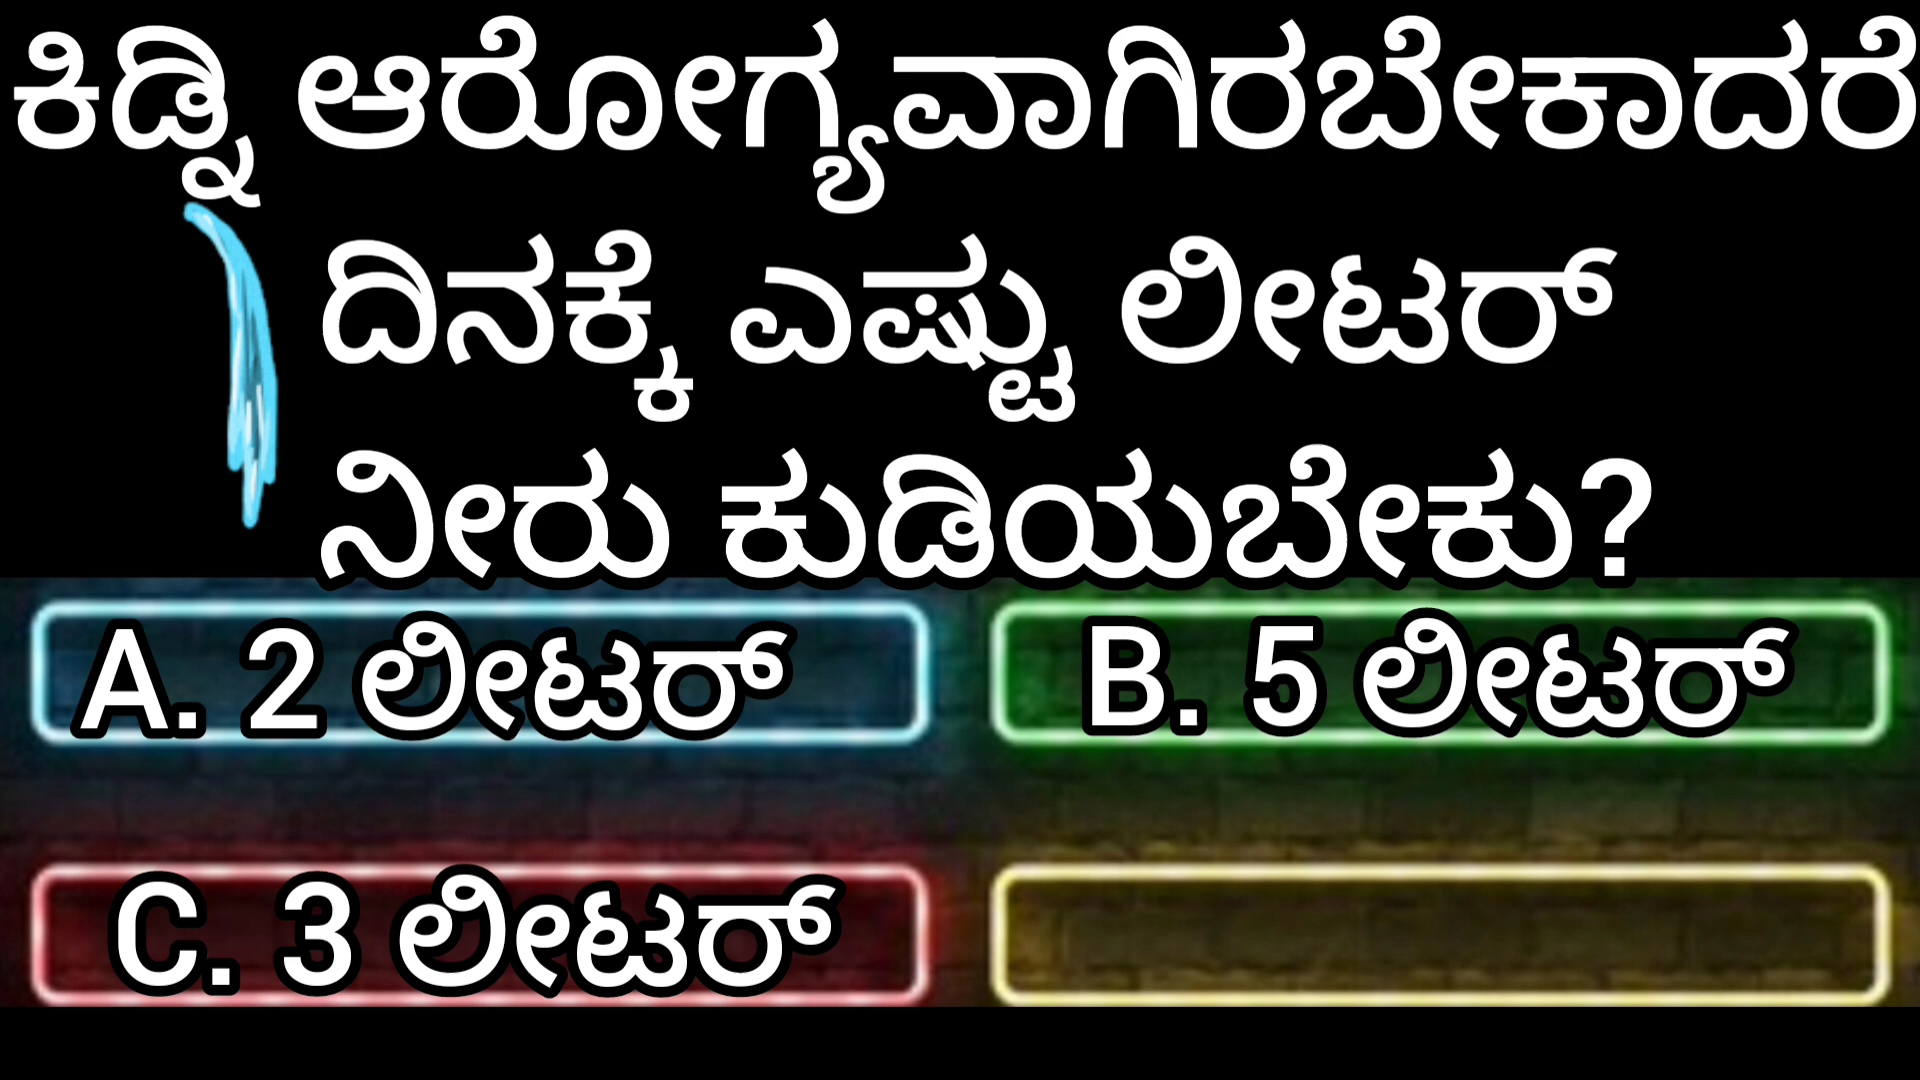 ಕಿಡ್ನಿ ಆರೋಗ್ಯವಾಗಿರಬೇಕಾದರೆ
ದಿನಕ್ಕೆ ಎಷ್ಟು ಲೀಟರ್
ನೀರು ಕುಡಿಯಬೇಕು?
A. 2 ಲೀಟರ್
B. 5 ಲೀಟರ್
C. 3 ಲೀಟರ್